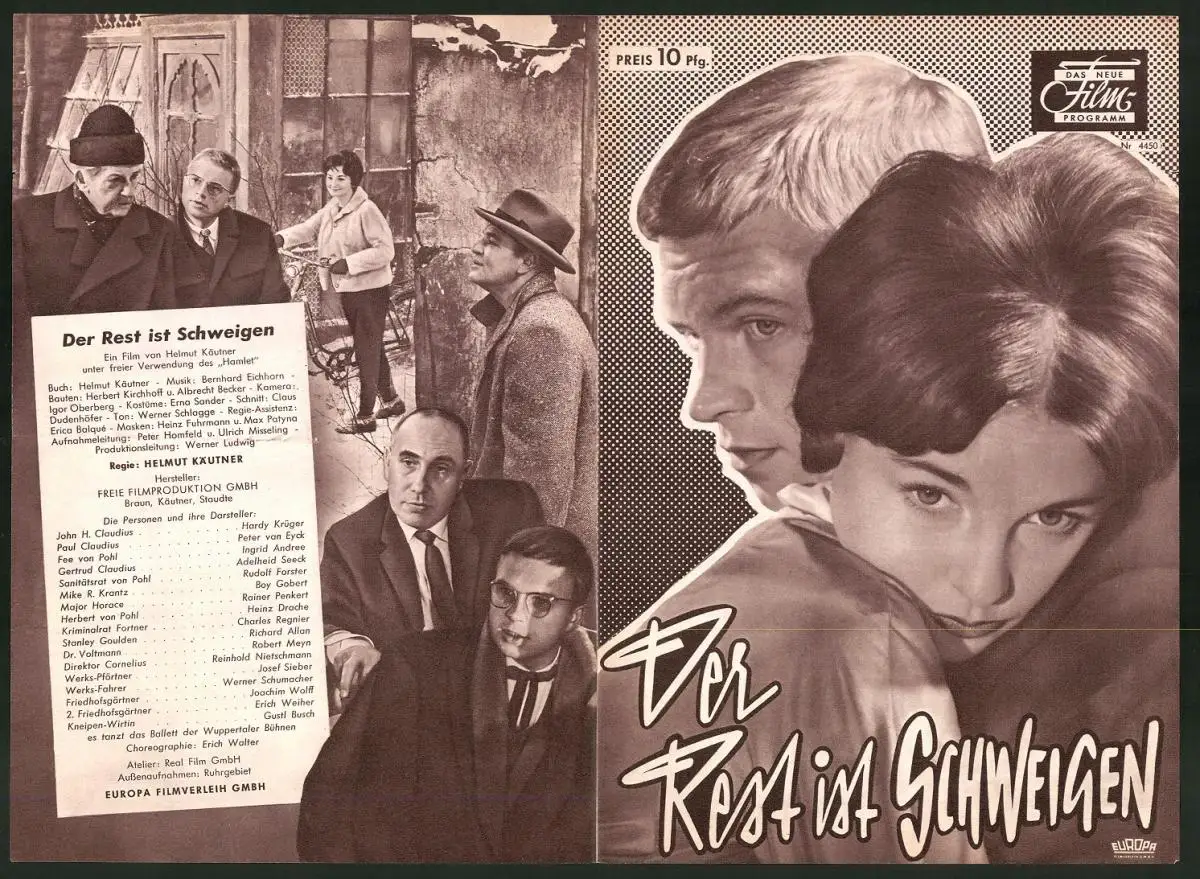 Der Rest ist Schweigen
Ein Film von Helmut Käutner
unter freier Verwendung des „Hamlet"
Buch: Helmut Käutner - Musik: Bernhard Eichhorn -
Bauten: Herbert Kirchhoff u. Albrecht Becker - Kamera:
Igor Oberberg - Kostüme: Erna Sander - Schnitt: Claus
Dudenhöfer - Ton: Werner Schlagge - Regie-Assistenz:
Erica Balqué - Masken: Heinz Fuhrmann u. Max Patyna
Aufnahmeleitung: Peter Homfeld u. Ulrich Misseling -
Produktionsleitung: Werner Ludwig
Regie: HELMUT KÄUTNER
Hersteller:
FREIE FILMPRODUKTION GMBH
Braun, Käutner, Staudte
Die Personen und ihre Darsteller:
John H. Claudius . . . . . . . . . . Hardy Krüger
Paul Claudius . . . . . . . . . . Peter van Eyck
Fee von Pohl . . . . . . . . . . Ingrid Andree
Gertrud Claudius . . . . . . . . . . Adelheid Seeck
Sanitätsrat von Pohl . . . . . . . . . . Rudolf Forster
Mike R. Krantz . . . . . . . . . . Boy Gobert
Major Horace . . . . . . . . . . Rainer Penkert
Herbert von Pohl . . . . . . . . . . Heinz Drache
Kriminalrat Fortner . . . . . . . . . . Charles Regnier
Stanley Goulden . . . . . . . . . . Richard Allan
Dr. Voltmann . . . . . . . . . . Robert Meyn
Direktor Cornelius . . . . . . . . . . Reinhold Nietschmann
Werks-Pförtner . . . . . . . . . . Josef Sieber
Werks-Fahrer . . . . . . . . . . Werner Schumacher
Friedhofsgärtner . . . . . . . . . . Joachim Wolff
2. Friedhofsgärtner . . . . . . . . . . Erich Weiher
Kneipen-Wirtin . . . . . . . . . . Gustl Busch
es tanzt das Ballett der Wuppertaler Bühnen
Choreographie: Erich Walter
Atelier: Real Film GmbH
Außenaufnahmen: Ruhrgebiet
EUROPA FILMVERLEIH GMBH
PREIS 10 Pfg.
DAS NEUE
Film-
PROGRAMM
Nr 4450
Der
Rest ist SCHWEIGEN
EUROPA